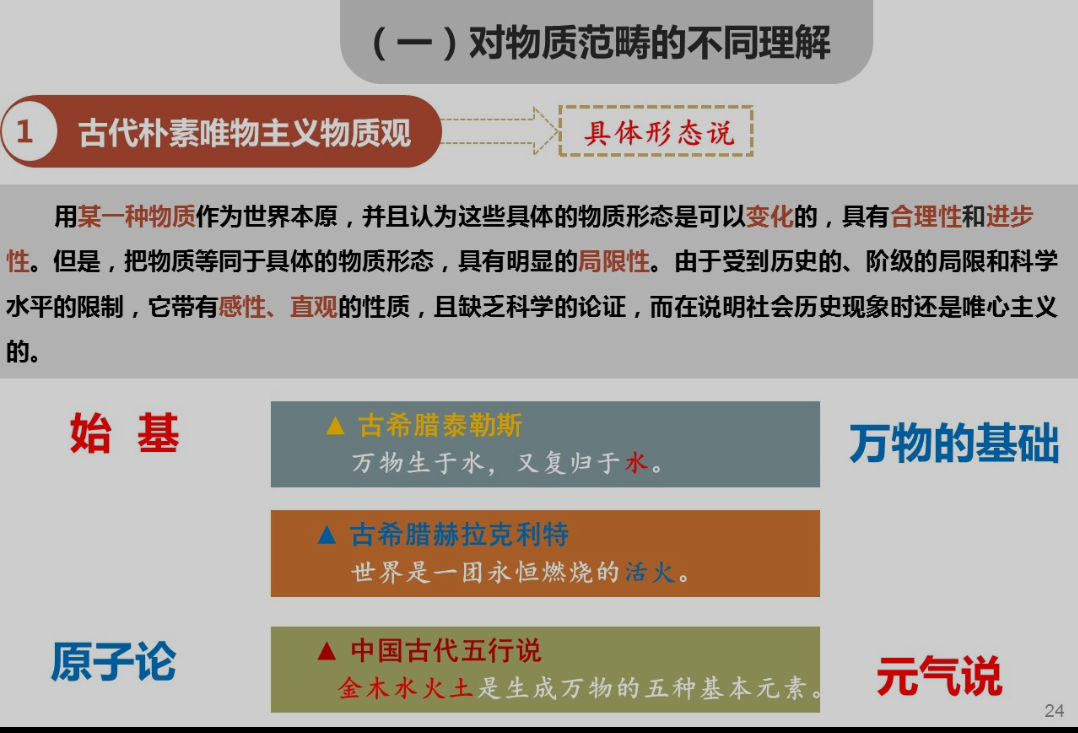 （一）对物质范畴的不同理解
1 古代朴素唯物主义物质观 具体形态说
用某一种物质作为世界本原，并且认为这些具体的物质形态是可以变化的，具有合理性和进步
性。但是，把物质等同于具体的物质形态，具有明显的局限性。由于受到历史的、阶级的局限和科学
水平的限制，它带有感性、直观的性质，且缺乏科学的论证，而在说明社会历史现象时还是唯心主义
的。
始 基
▲ 古希腊泰勒斯
万物生于水，又复归于水。
万物的基础
▲ 古希腊赫拉克利特
世界是一团永恒燃烧的活火。
原子论
▲ 中国古代五行说
金木水火土是生成万物的五种基本元素。
元气说
24